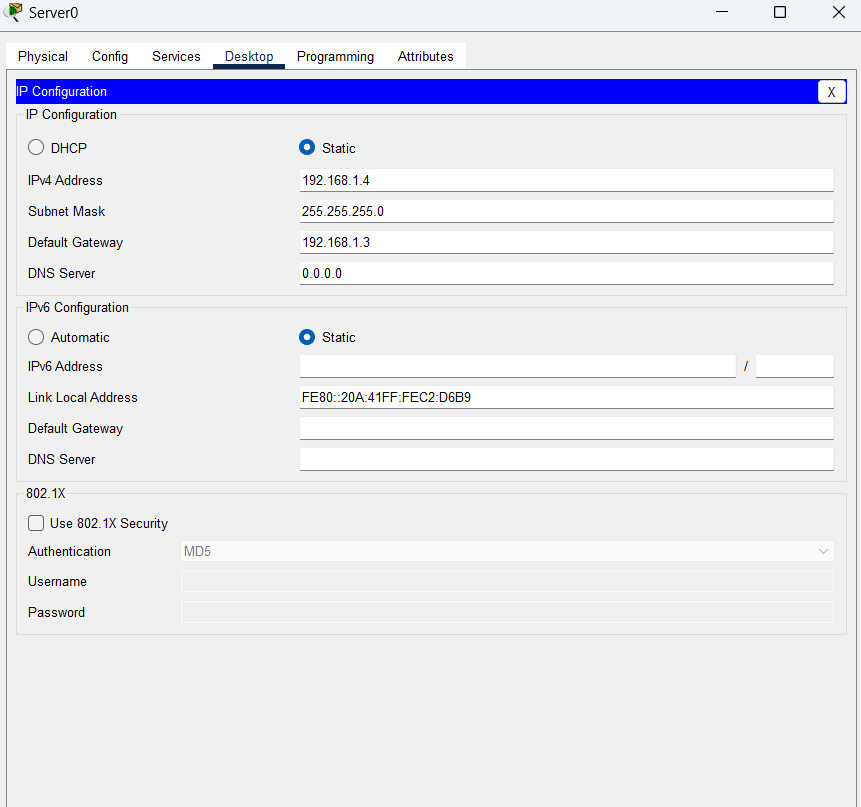 Server0
Physical Config Services Desktop Programming Attributes
IP Configuration X
IP Configuration
DHCP Static
IPv4 Address 192.168.1.4
Subnet Mask 255.255.255.0
Default Gateway 192.168.1.3
DNS Server 0.0.0.0
IPv6 Configuration
Automatic Static
IPv6 Address /
Link Local Address FE80::20A:41FF:FEC2:D6B9
Default Gateway
DNS Server
802.1X
Use 802.1X Security
Authentication MD5
Username
Password